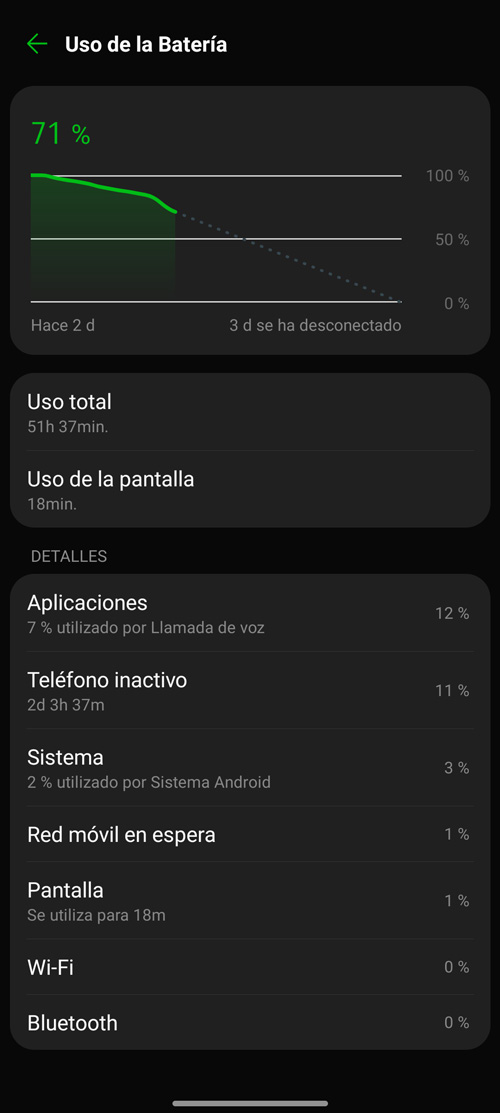 Uso de la Batería
71 %
100 %
50 %
0 %
Hace 2 d
3 d se ha desconectado
Uso total
51h 37min.
Uso de la pantalla
18min.
DETALLES
Aplicaciones
7 % utilizado por Llamada de voz
12 %
Teléfono inactivo
2d 3h 37m
11 %
Sistema
2 % utilizado por Sistema Android
3 %
Red móvil en espera
1 %
Pantalla
Se utiliza para 18m
1 %
Wi-Fi
0 %
Bluetooth
0 %